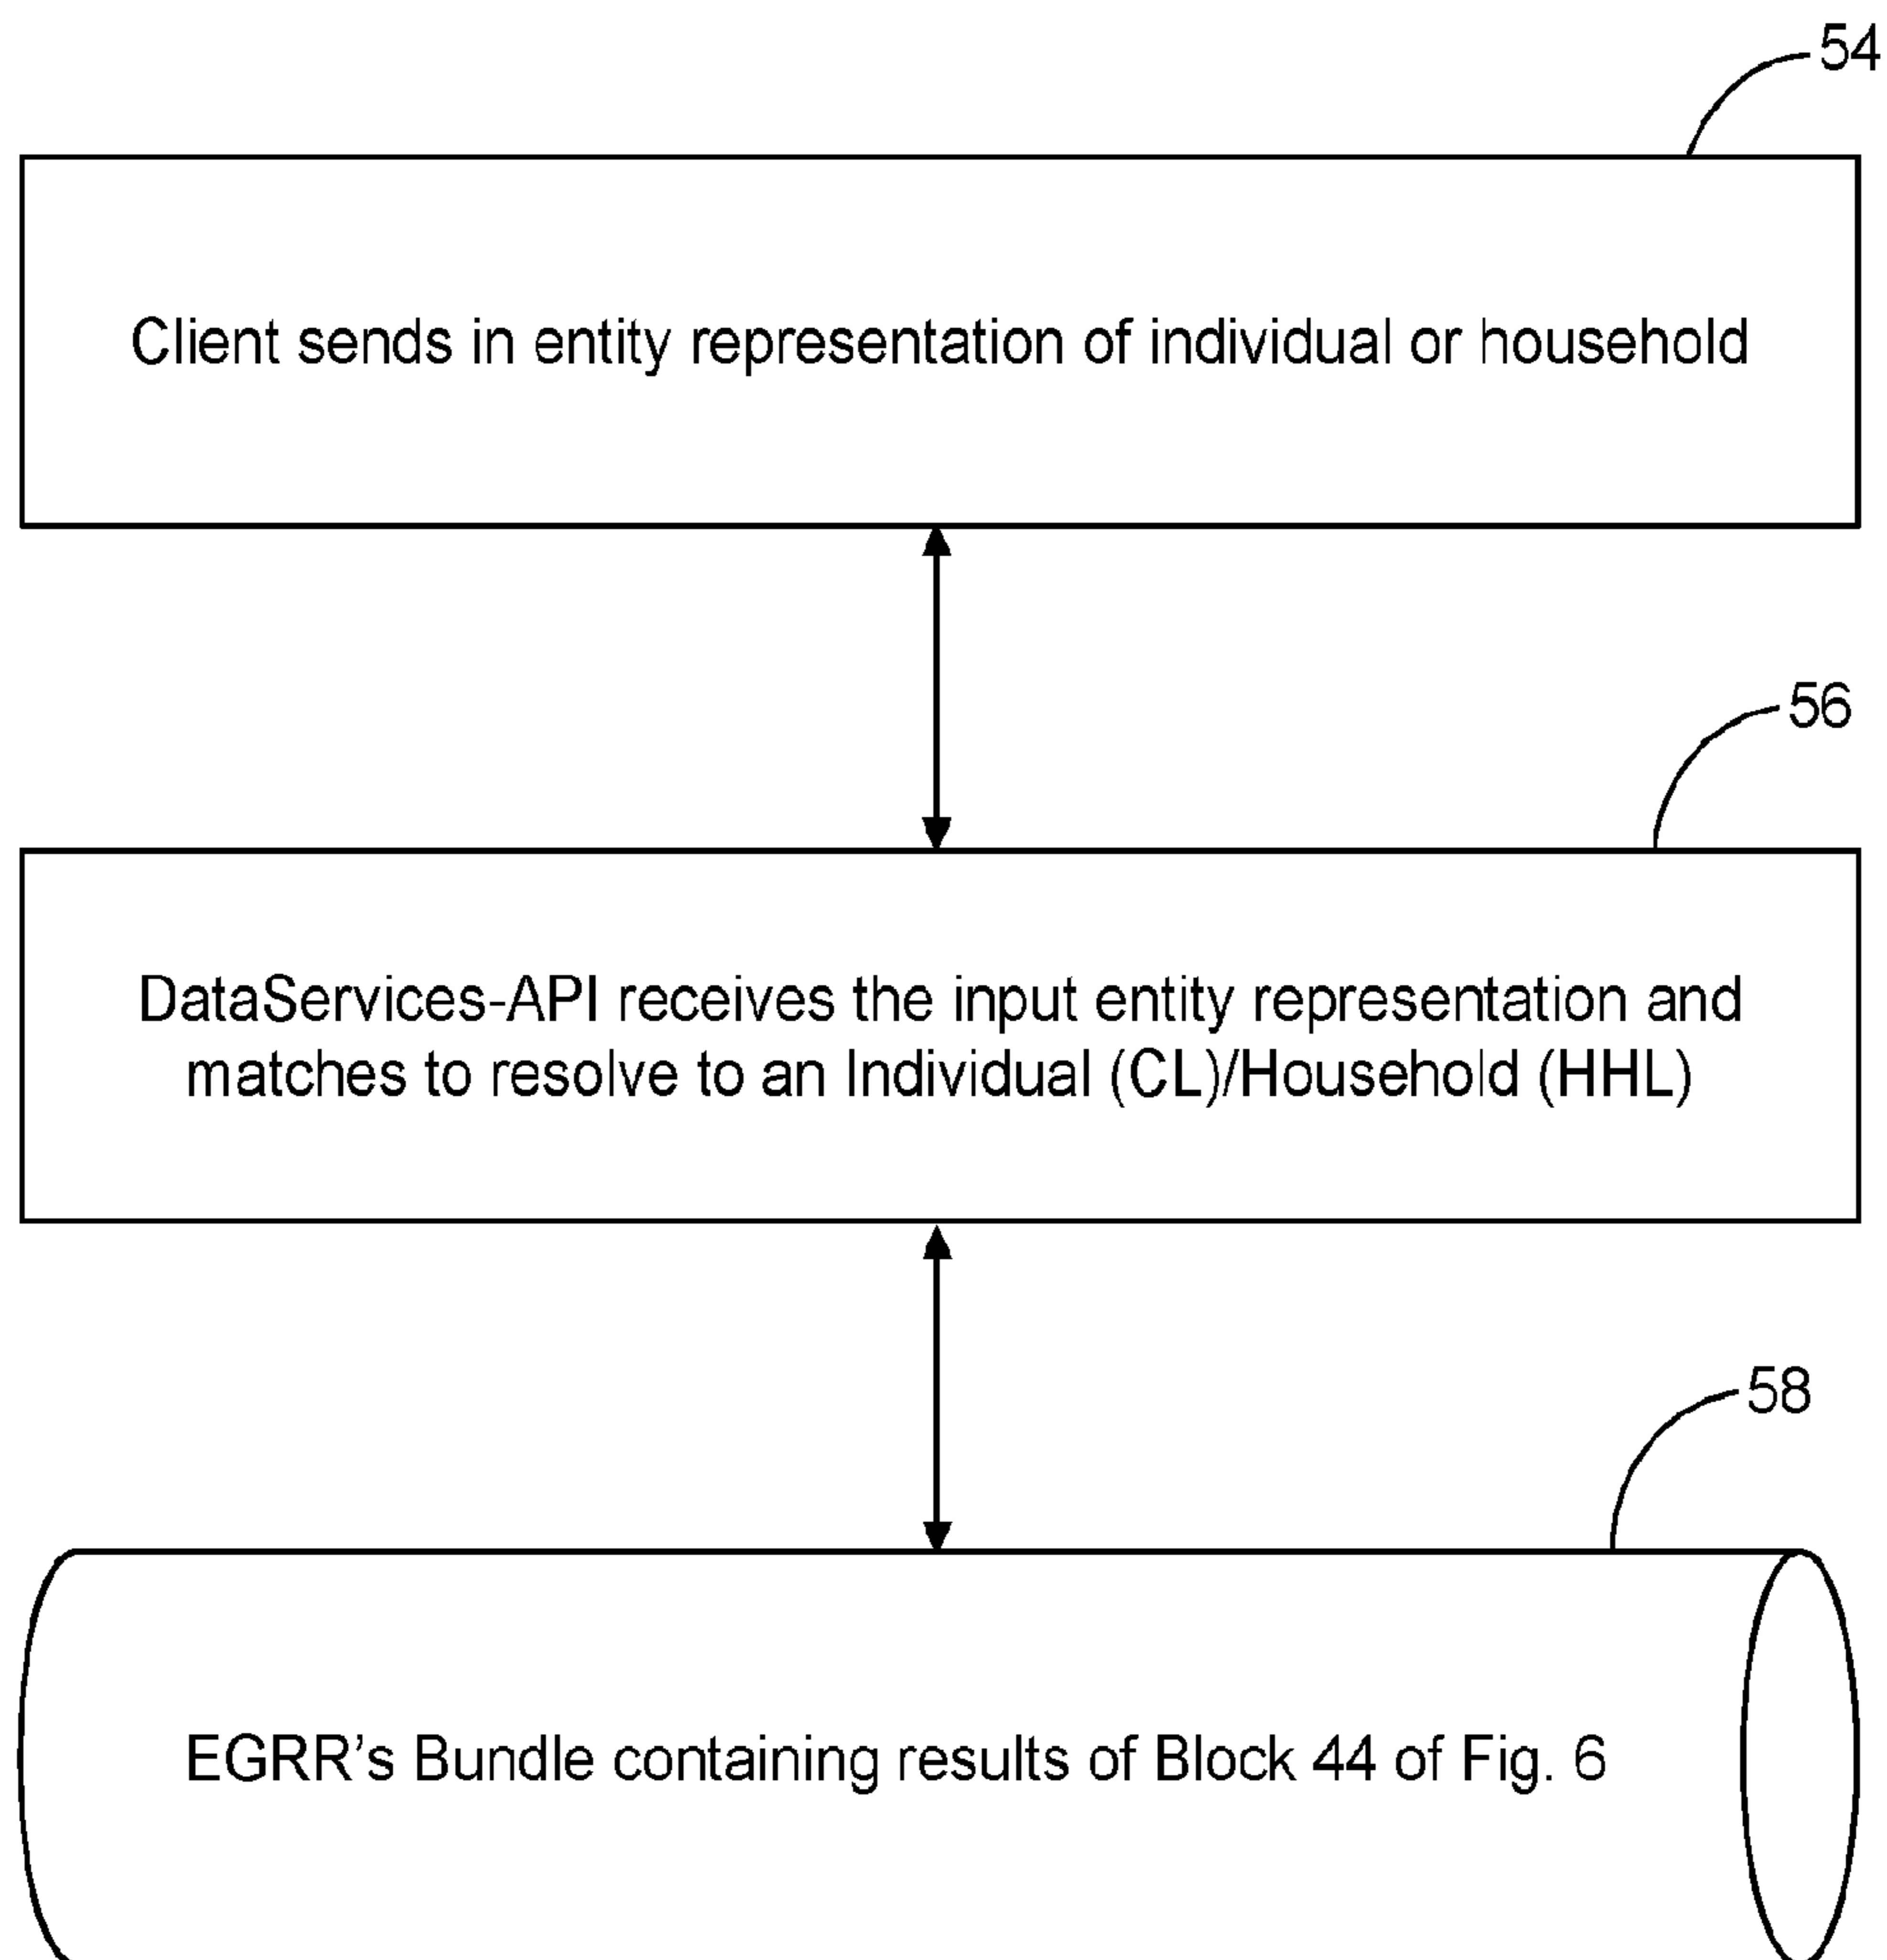 54
Client sends in entity representation of individual or household
56
DataServices-API receives the input entity representation and
matches to resolve to an Individual (CL)/Household (HHL)
58
EGRR’s Bundle containing results of Block 44 of Fig. 6